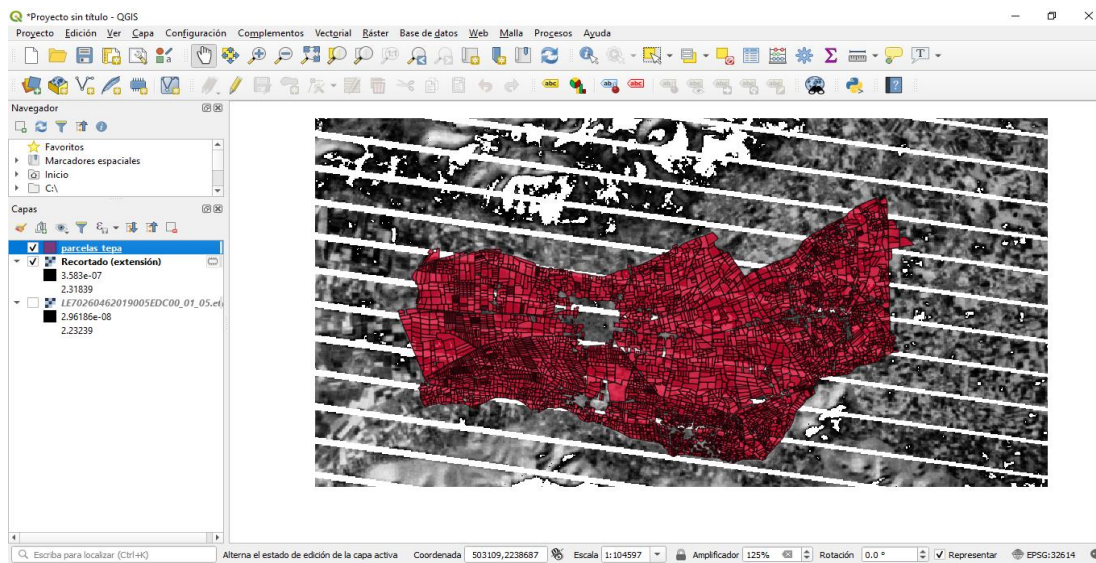 *Proyecto sin título - QGIS
Proyecto Edición Ver Capa Configuración Complementos Vectorial Ráster Base de datos Web Malla Procesos Ayuda
Navegador
Favoritos
Marcadores espaciales
Inicio
C:\
Capas
parcelas_tepa
Recortado (extensión)
3.583e-07
2.31839
LE70260462019005EDC00_01_05.et
2.96186e-08
2.23239
Escriba para localizar (Ctrl+K) Alterna el estado de edición de la capa activa Coordenada 503109,2238687 Escala 1:104597 Amplificador 125% Rotación 0.0 ° Representar EPSG:32614